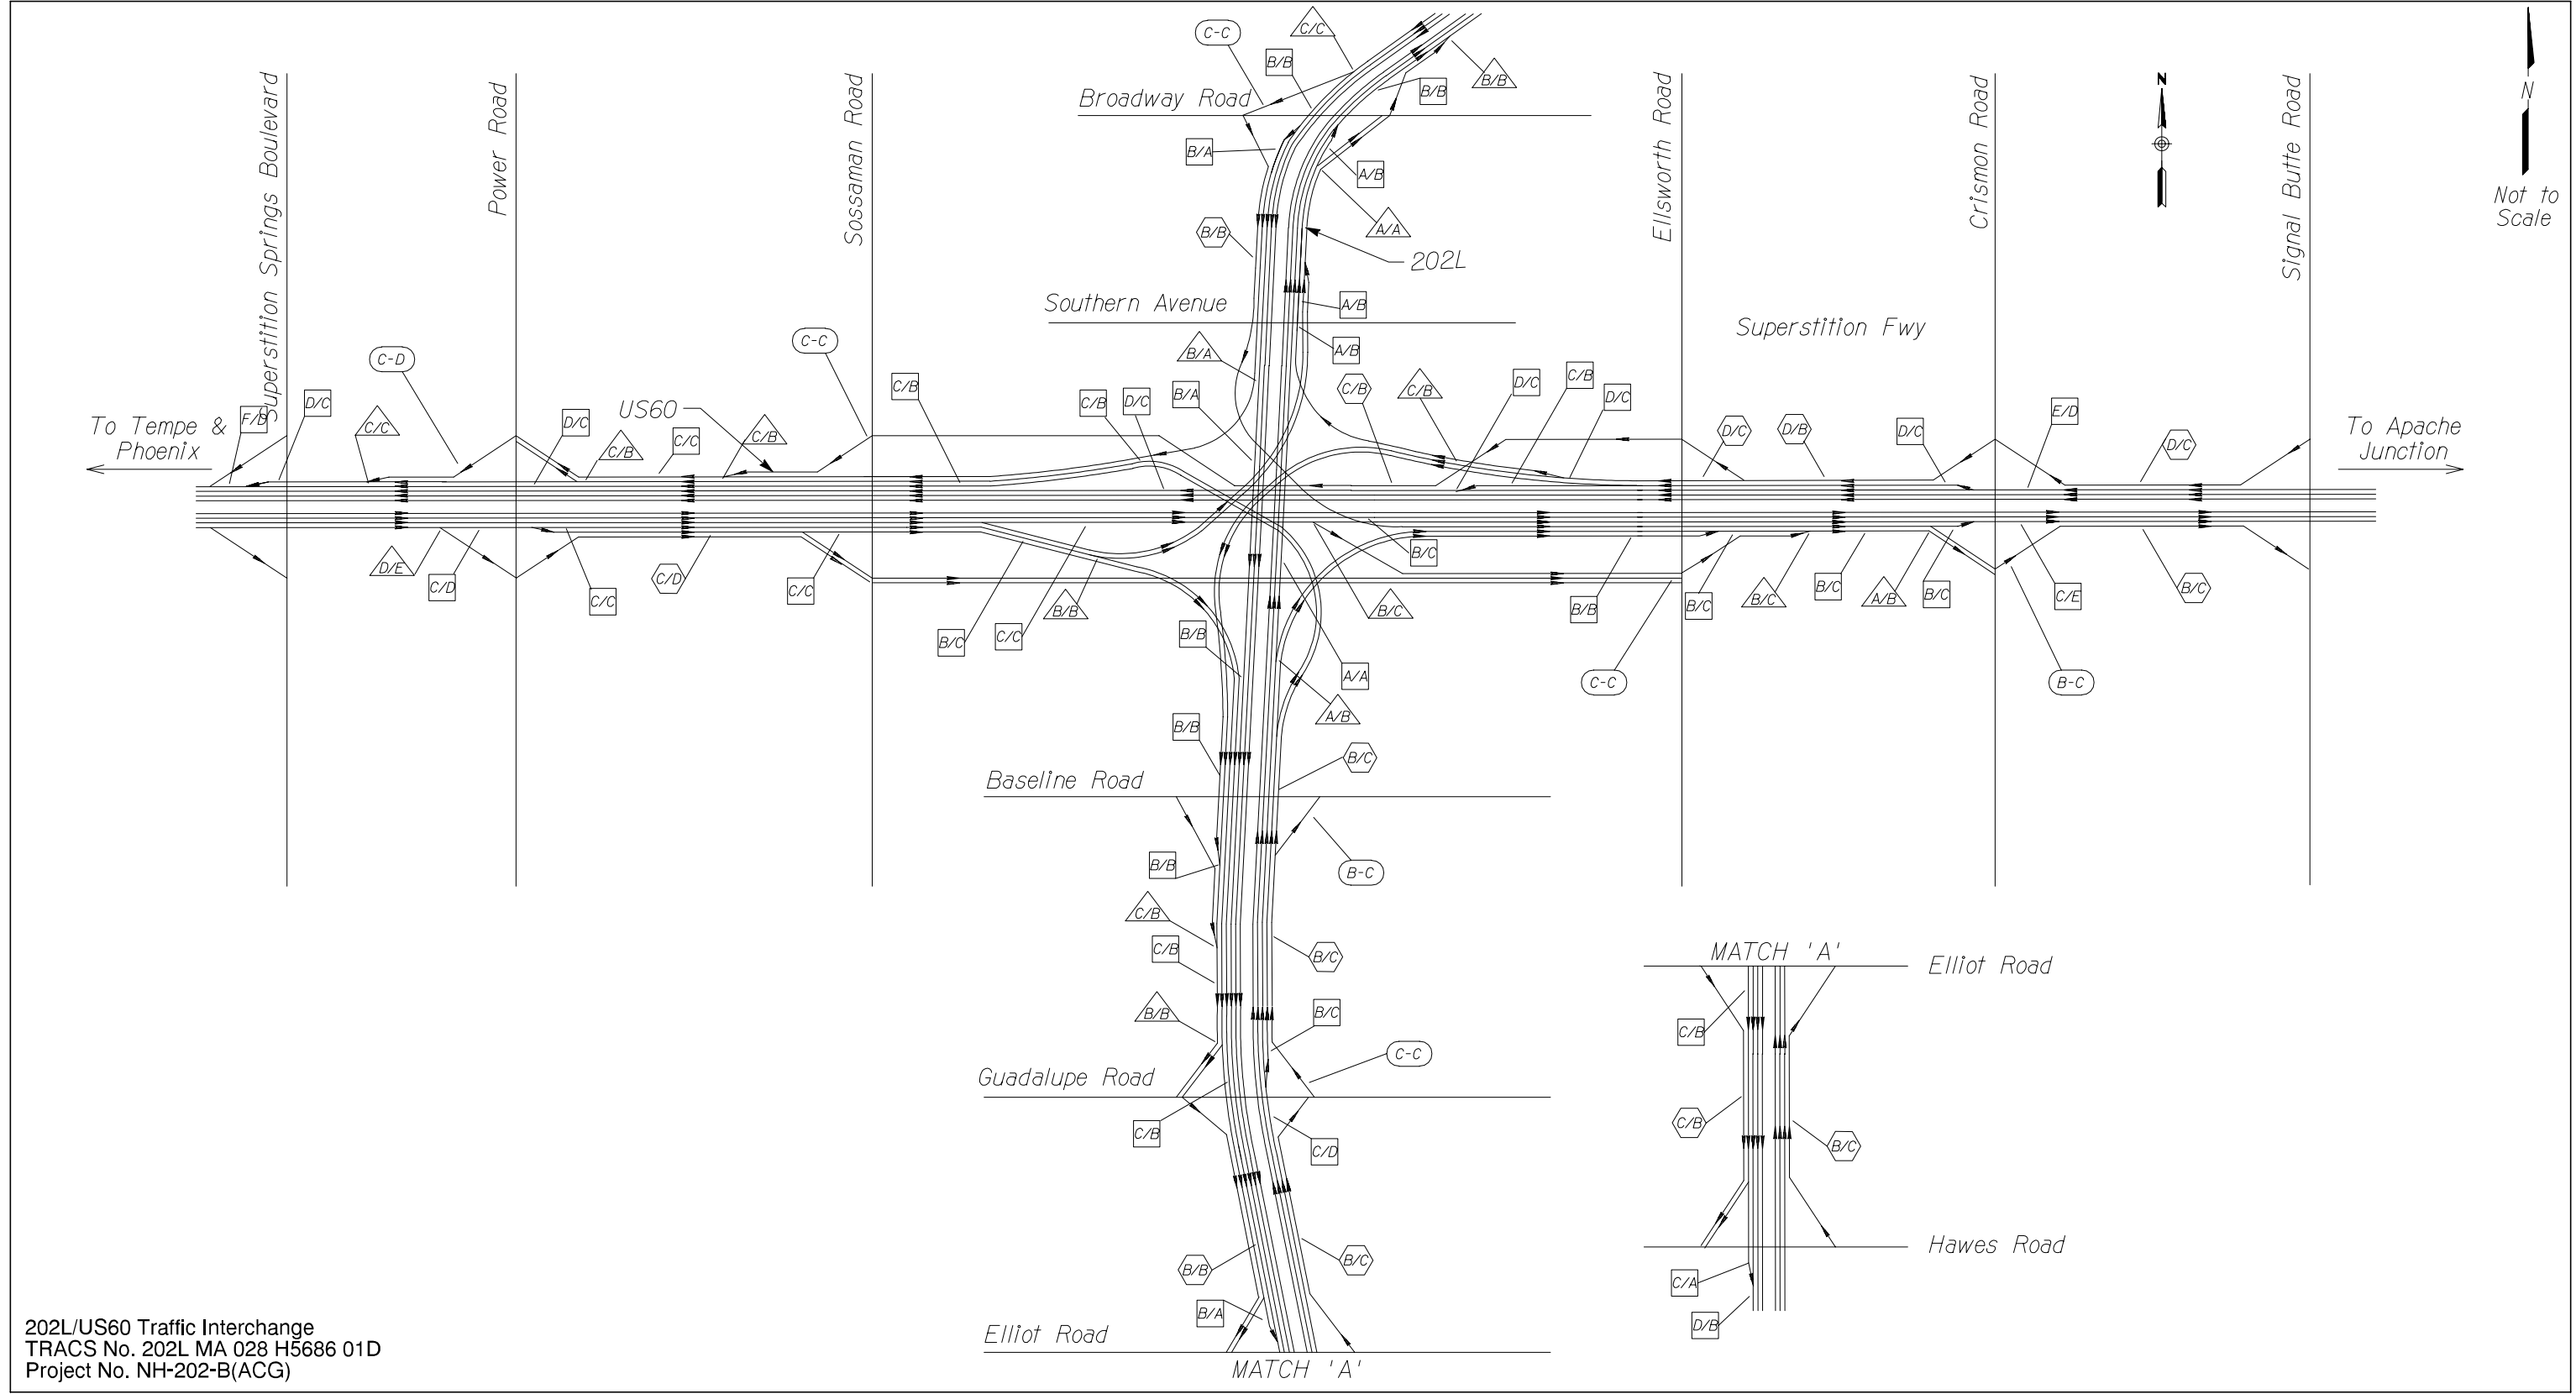 C-C
C/C
B/B
B/B
B/B
Broadway Road
B/A
A/B
B/B
A/A
202L
Superstition Springs Boulevard
Power Road
Sossaman Road
Ellsworth Road
Crismon Road
Signal Butte Road
N
N
Not to
Scale
Southern Avenue
A/B
A/B
Superstition Fwy
C-D
C-C
B/A
B/A
C/B
C/B
D/C
C/B
C/B
D/C
C/B
D/C
To Tempe &
Phoenix
F/D
D/C
C/C
D/C
C/B
US60
C/C
C/B
D/C
D/B
D/C
E/D
D/C
To Apache
Junction
D/E
C/D
C/C
C/D
C/C
B/C
C/C
B/B
B/B
B/C
B/C
A/A
A/B
B/B
C-C
B/C
B/C
B/C
A/B
B/C
C/E
B-C
B/C
B/B
B/C
Baseline Road
B/B
B-C
C/B
C/B
B/C
B/B
B/C
C-C
Guadalupe Road
C/B
C/D
B/B
B/C
B/A
Elliot Road
MATCH 'A'
MATCH 'A'
Elliot Road
C/B
C/B
B/C
Hawes Road
C/A
D/B
202L/US60 Traffic Interchange
TRACS No. 202L MA 028 H5686 01D
Project No. NH-202-B(ACG)